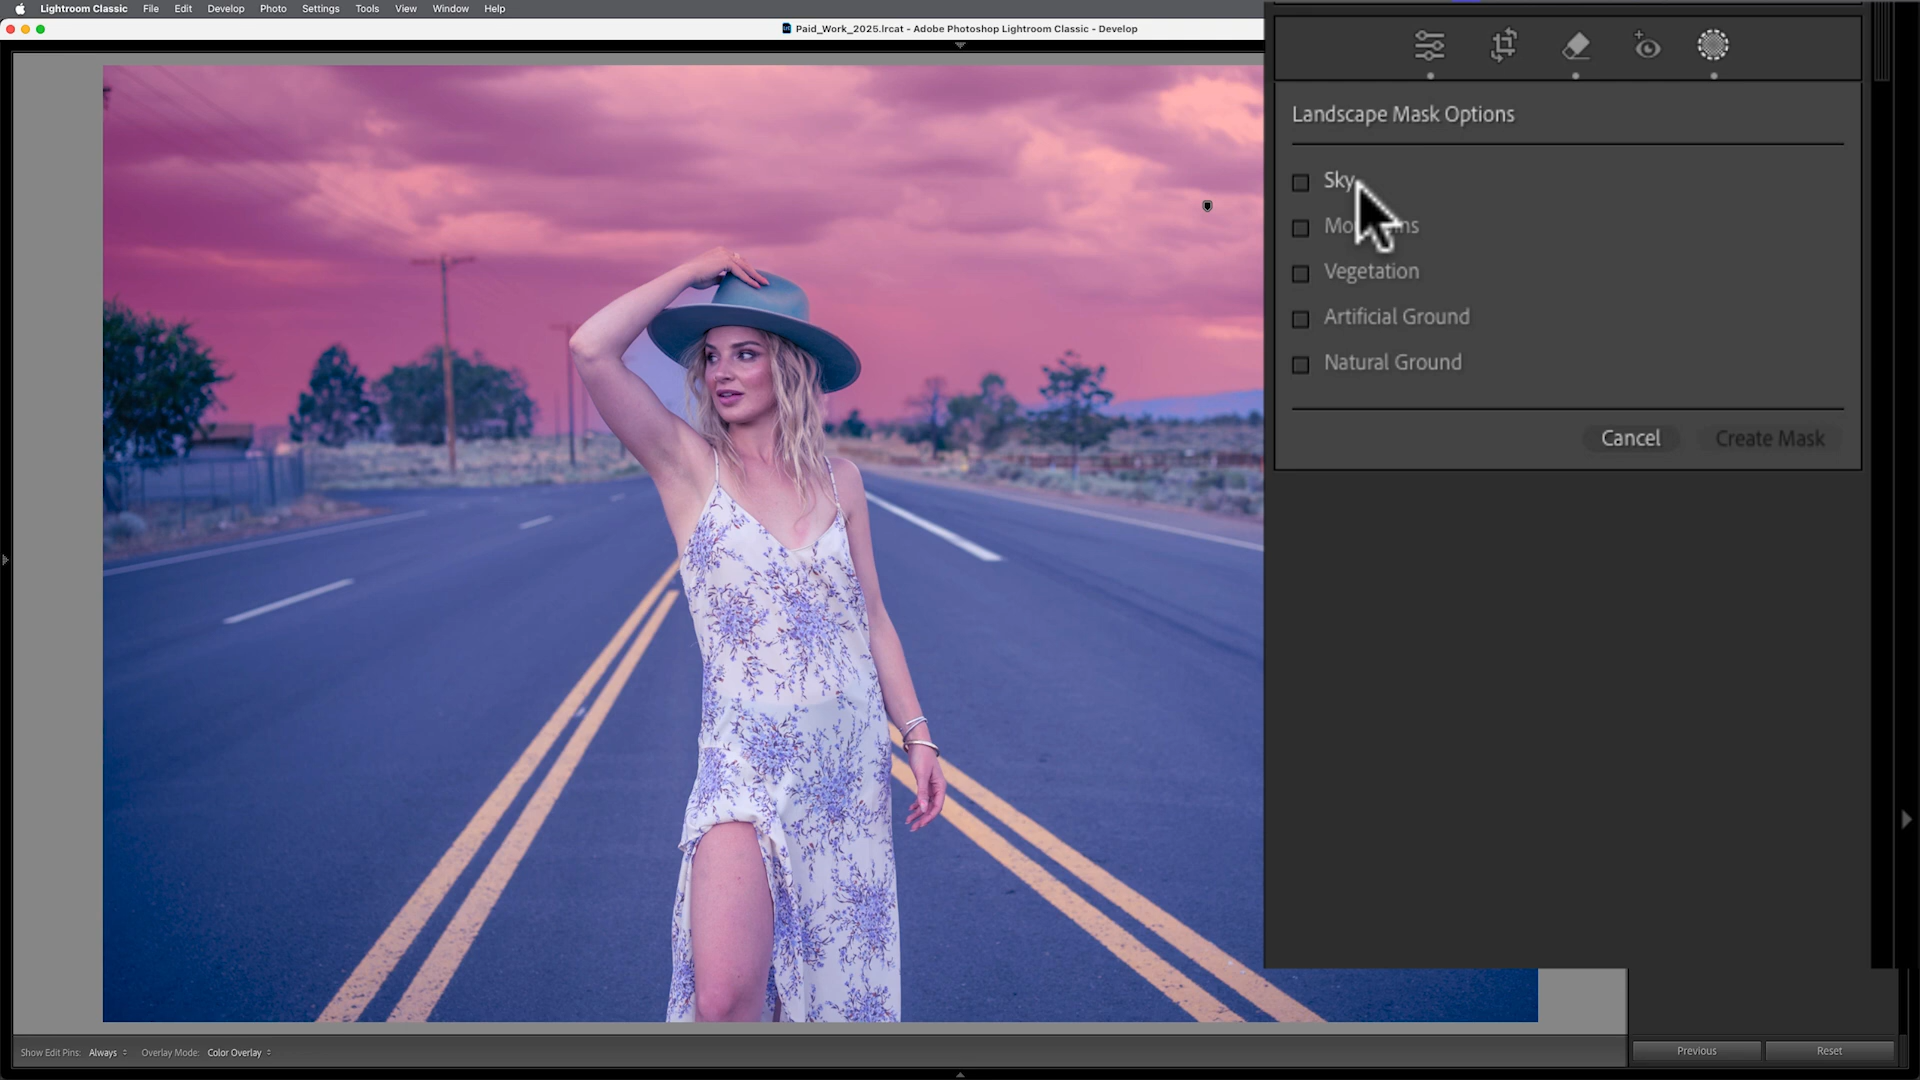 Lightroom Classic File Edit Develop Photo Settings Tools View Window Help
Paid_Work_2025.lrcat - Adobe Photoshop Lightroom Classic - Develop
Landscape Mask Options
Sky
Vegetation
Artificial Ground
Natural Ground
Cancel Create Mask
Show Edit Pins: Always Overlay Mode: Color Overlay
Previous Reset